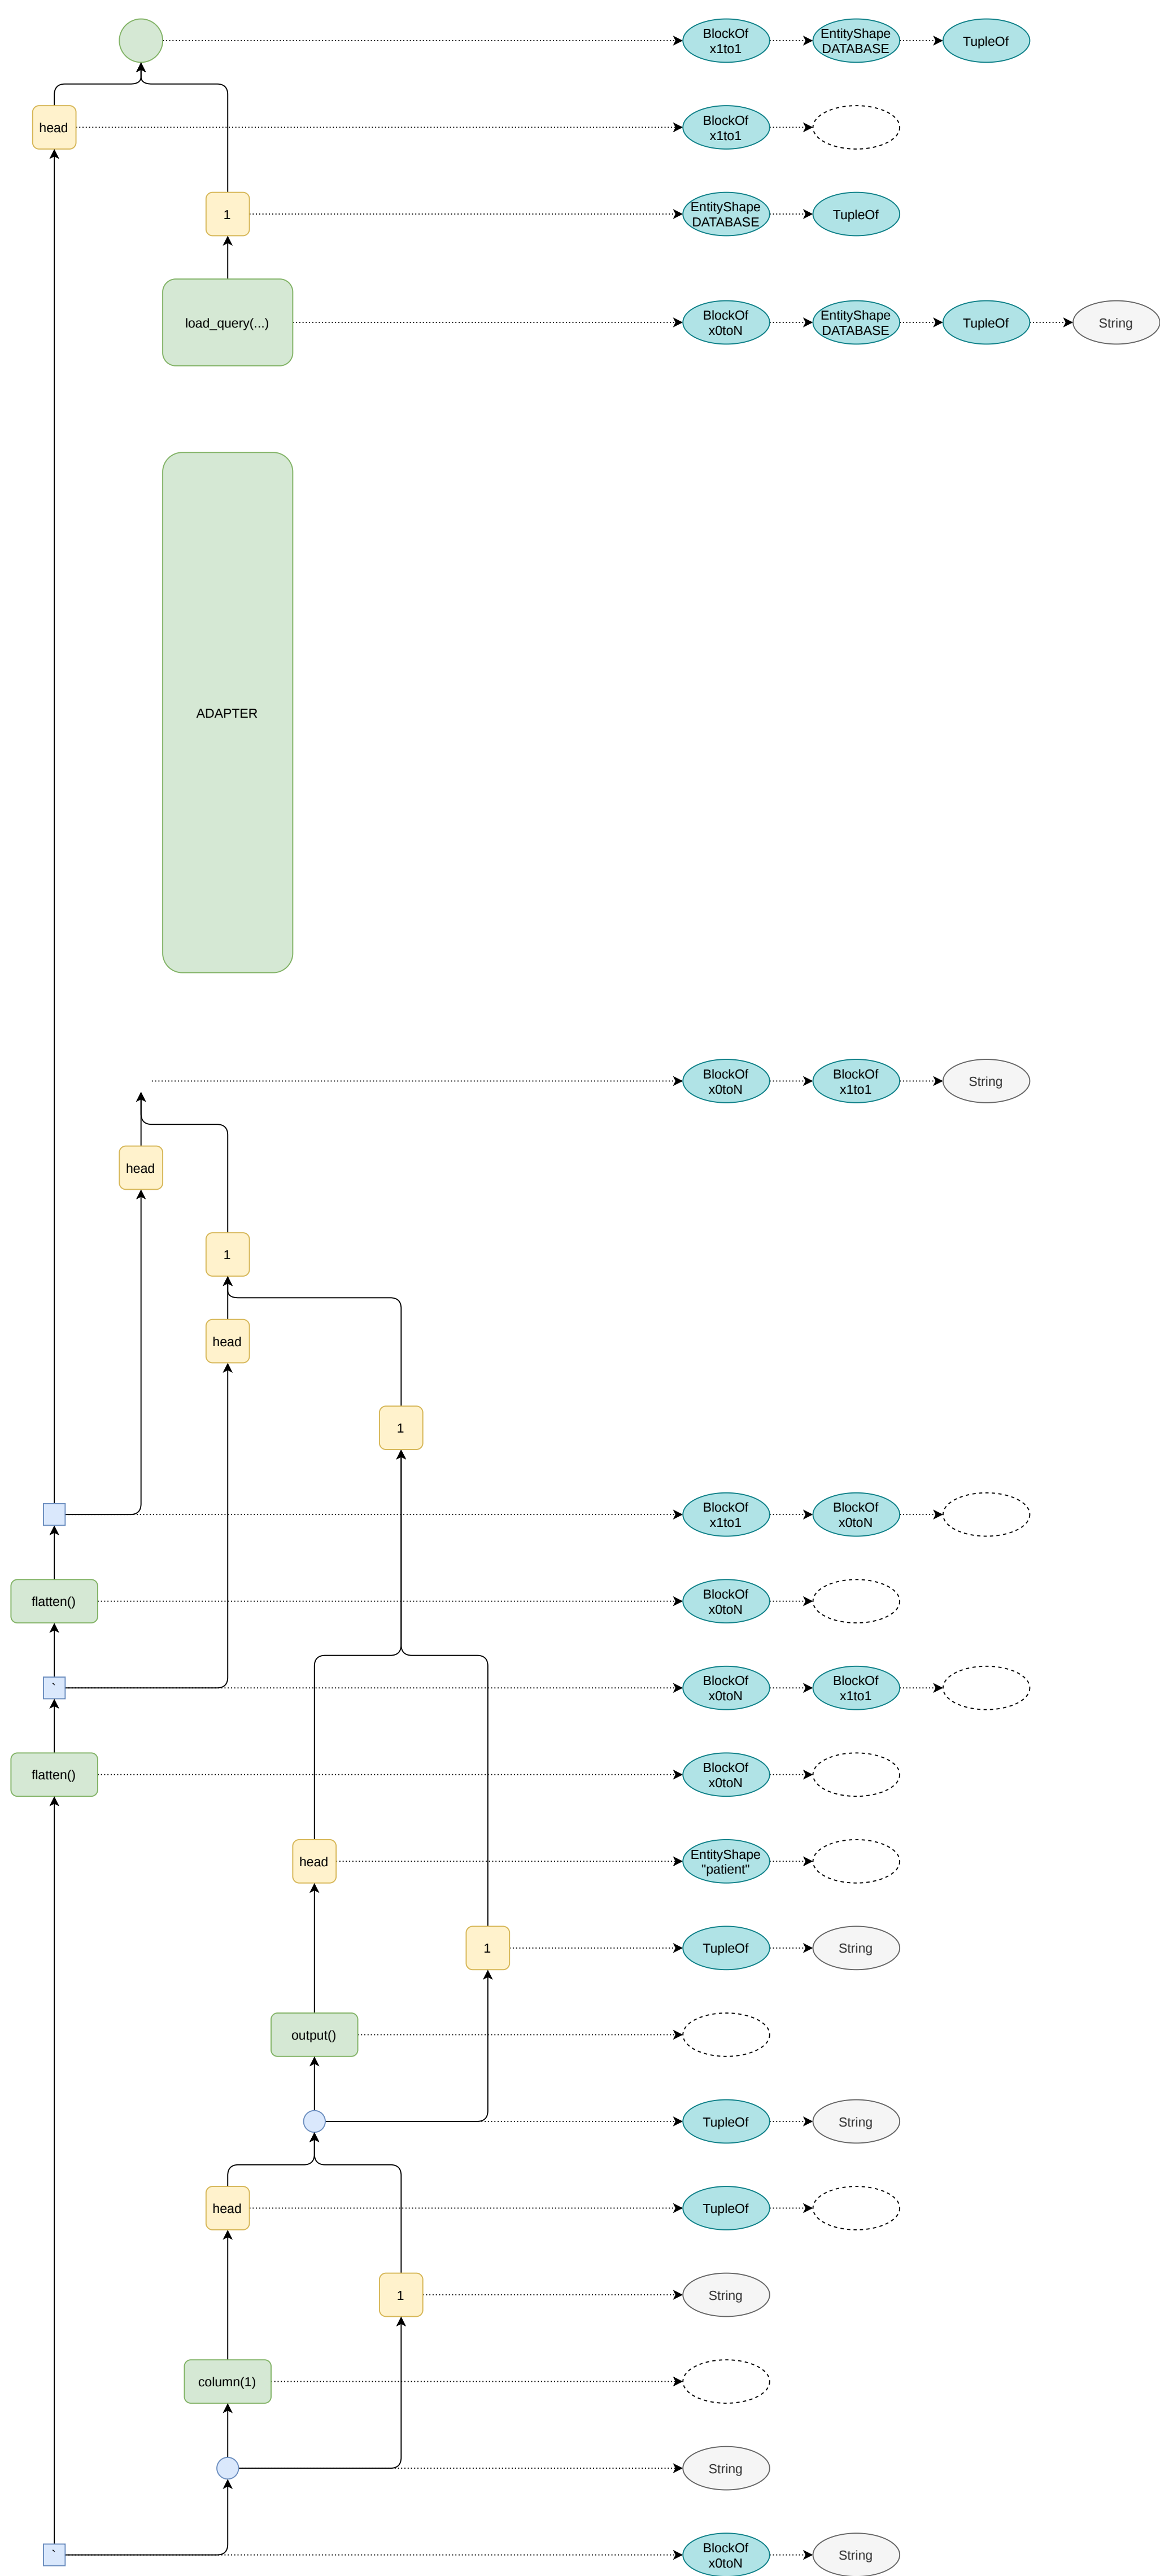 BlockOf
x1to1
EntityShape
DATABASE
TupleOf
head
BlockOf
x1to1
1
EntityShape
DATABASE
TupleOf
load_query(...)
BlockOf
x0toN
EntityShape
DATABASE
TupleOf
String
ADAPTER
BlockOf
x0toN
BlockOf
x1to1
String
head
1
head
1
BlockOf
x1to1
BlockOf
x0toN
flatten()
BlockOf
x0toN
`
BlockOf
x0toN
BlockOf
x1to1
flatten()
BlockOf
x0toN
head
EntityShape
"patient"
1
TupleOf
String
output()
TupleOf
String
head
TupleOf
1
String
column(1)
String
`
BlockOf
x0toN
String